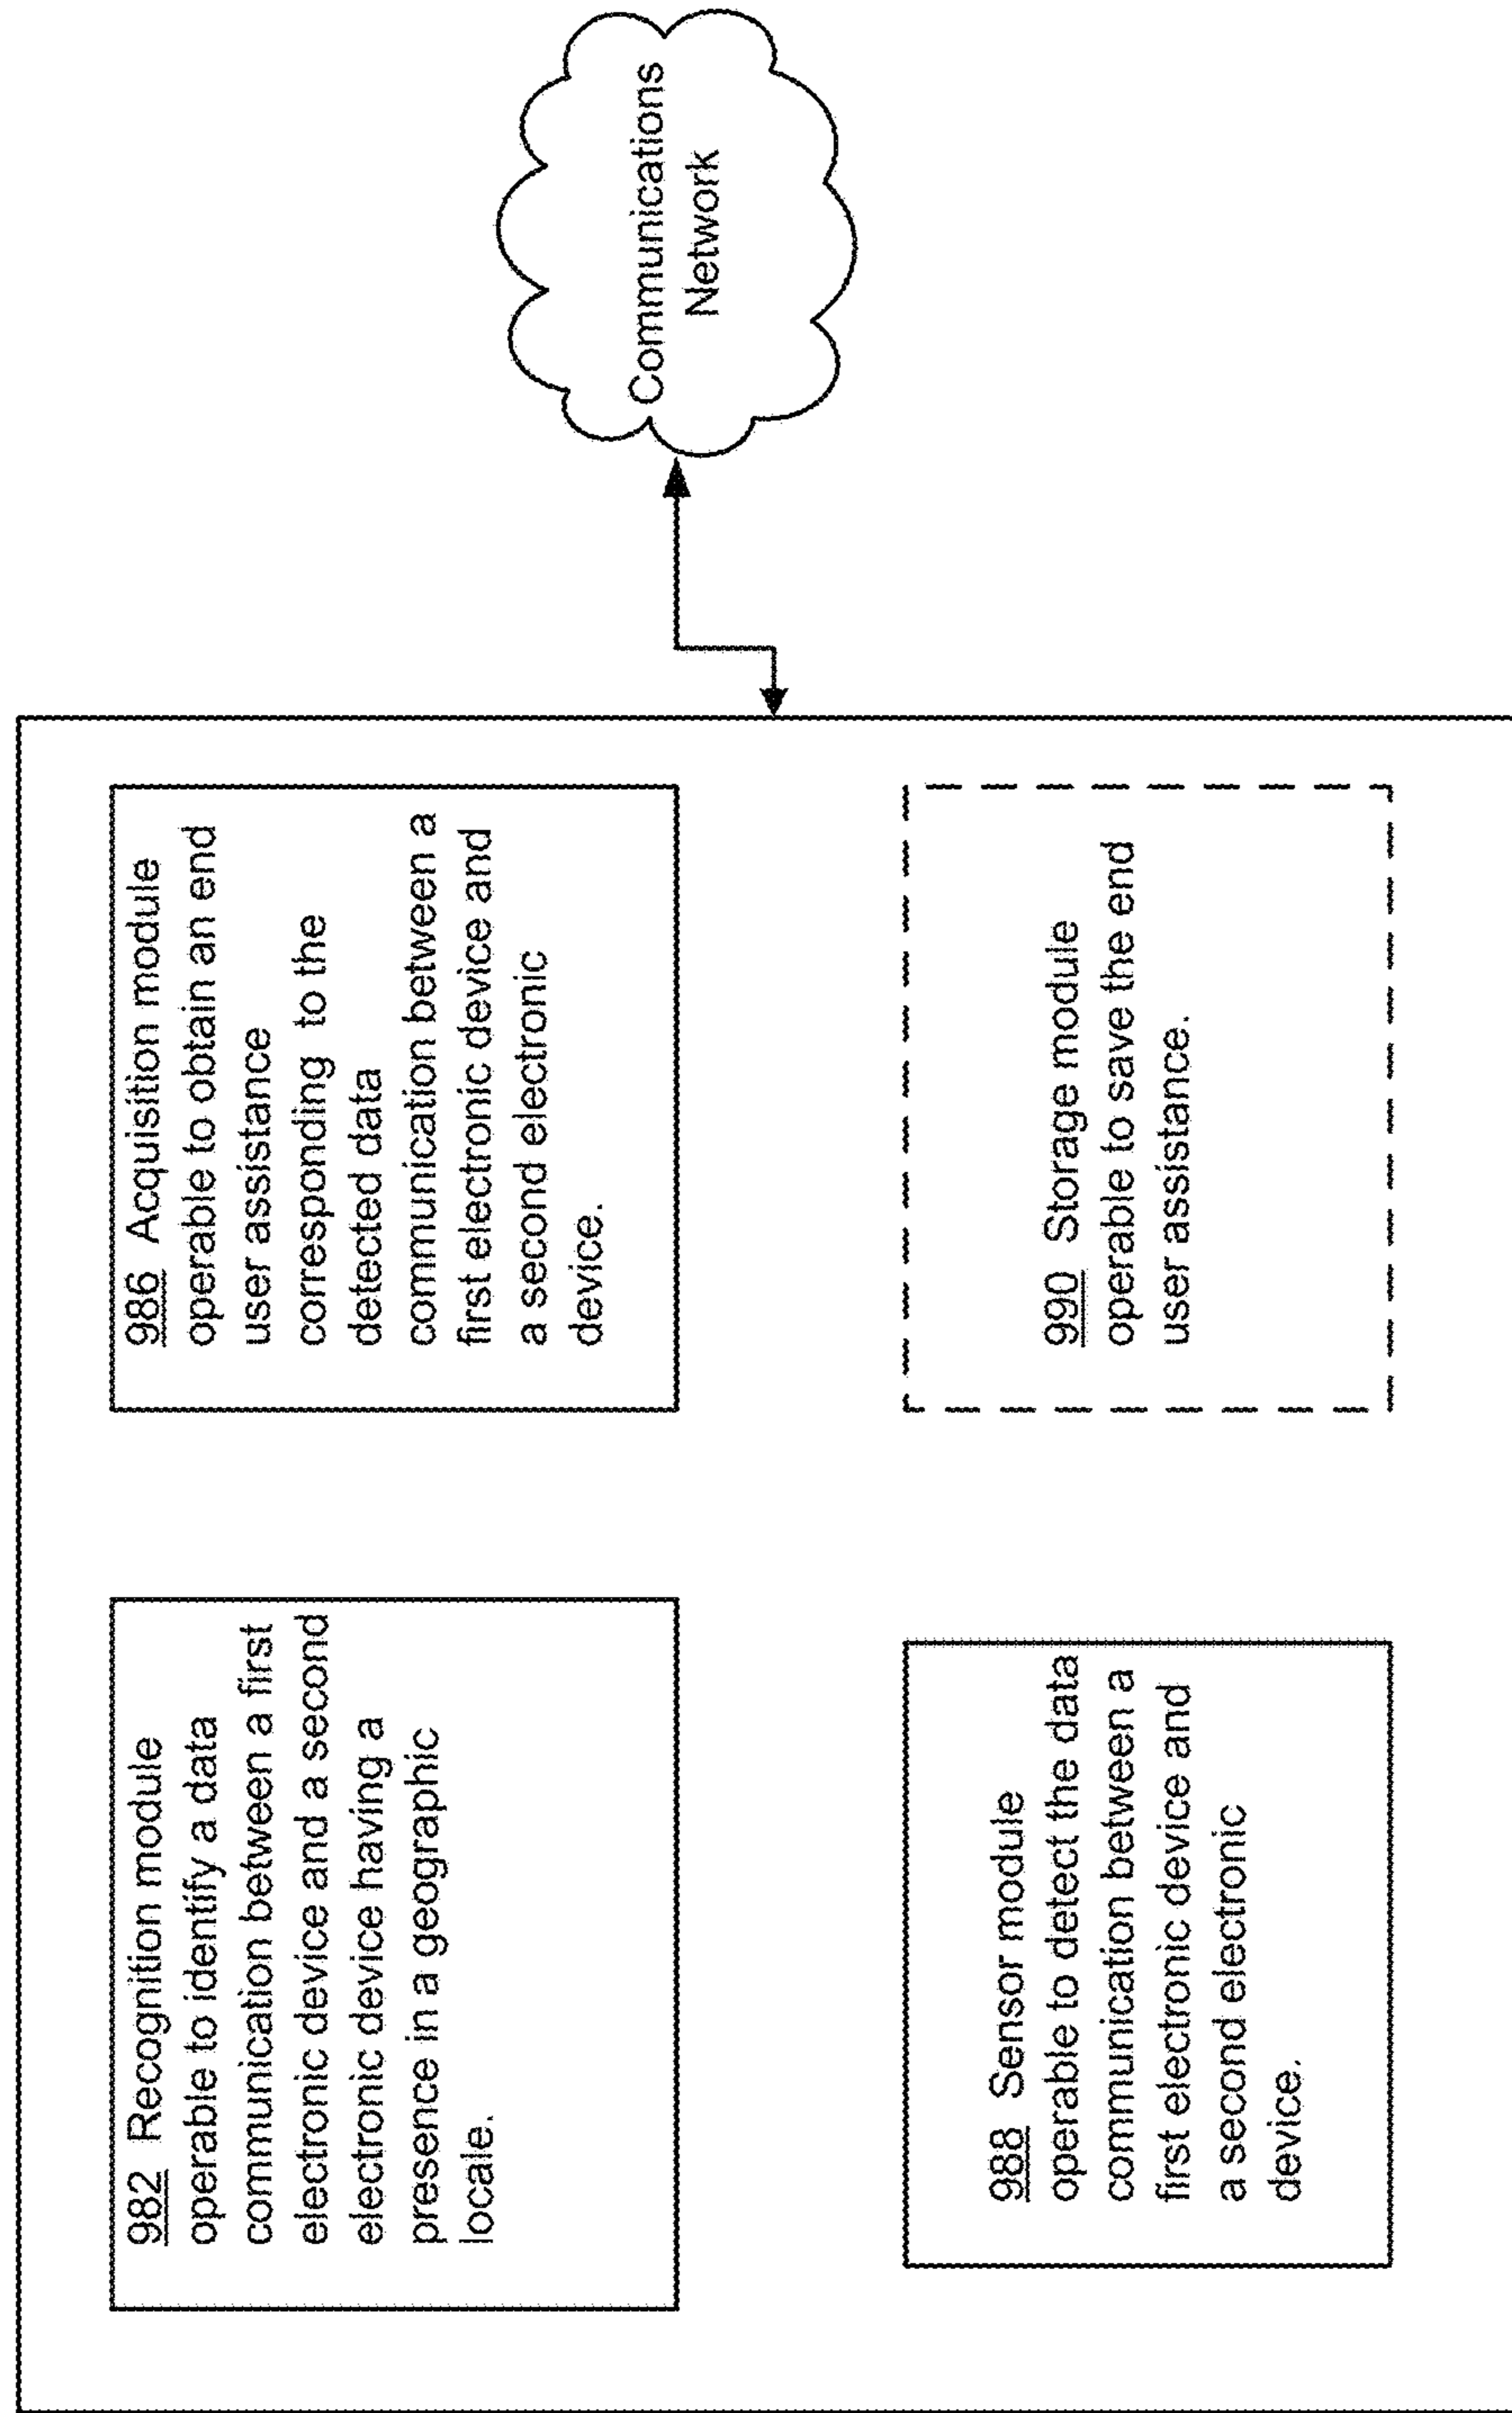 982 Recognition module
operable to identify a data
communication between a first
electronic device and a second
electronic device having a
presence in a geographic
locale.
986 Acquisition module
operable to obtain an end
user assistance
corresponding to the
detected data
communication between a
first electronic device and
a second electronic
device.
988 Sensor module
operable to detect the data
communication between a
first electronic device and
a second electronic
device.
990 Storage module
operable to save the end
user assistance.
Communications
Network